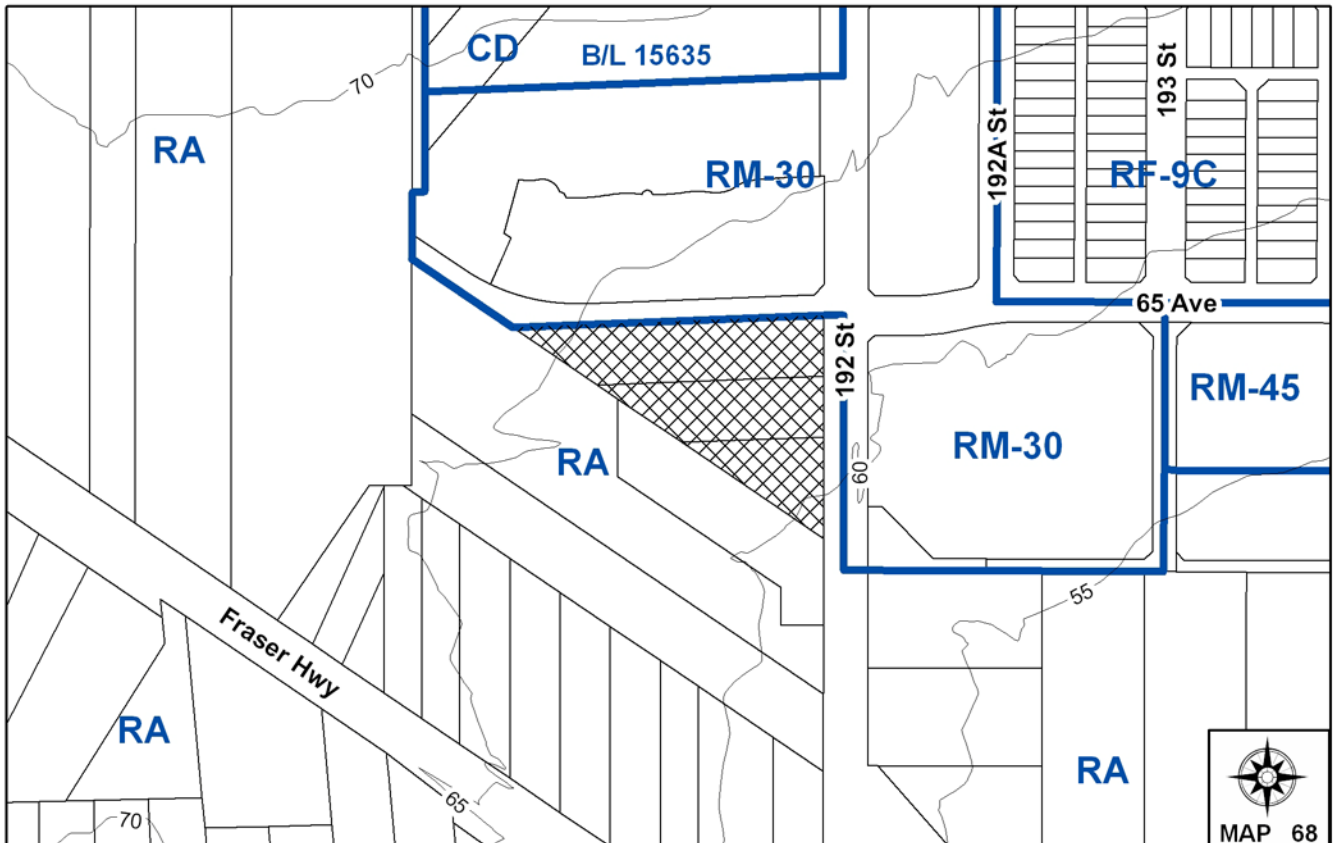 CD
B/L 15635
70
RA
RM-30
192A St
193 St
RF-9C
65 Ave
192 St
RM-45
RM-30
RA
60
55
Fraser Hwy
RA
RA
65
70
MAP 68